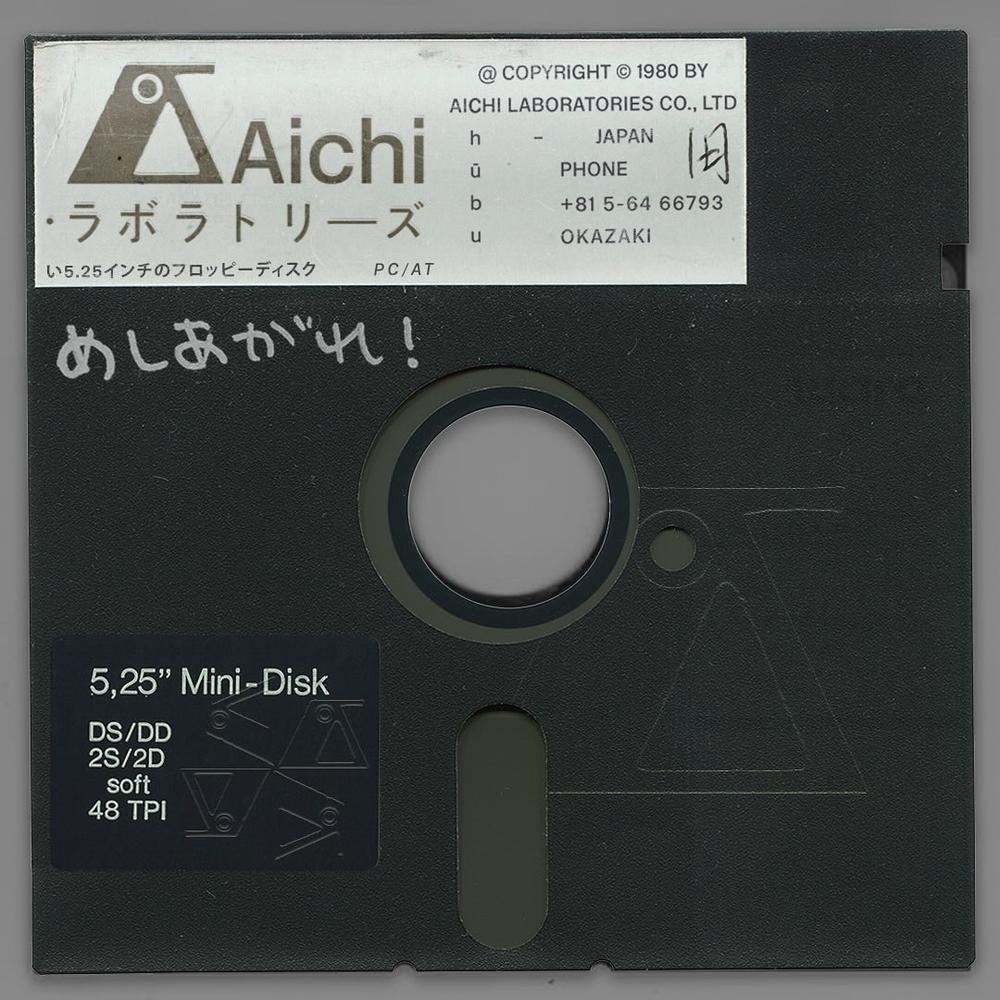 Aichi
・ラボラトリーズ
い5.25インチのフロッピーディスク PC/AT
@ COPYRIGHT © 1980 BY
AICHI LABORATORIES CO., LTD
h - JAPAN
ū PHONE
b +81 5-64 66793
u OKAZAKI
旧
めしあがれ!
5,25” Mini-Disk
DS/DD
2S/2D
soft
48 TPI